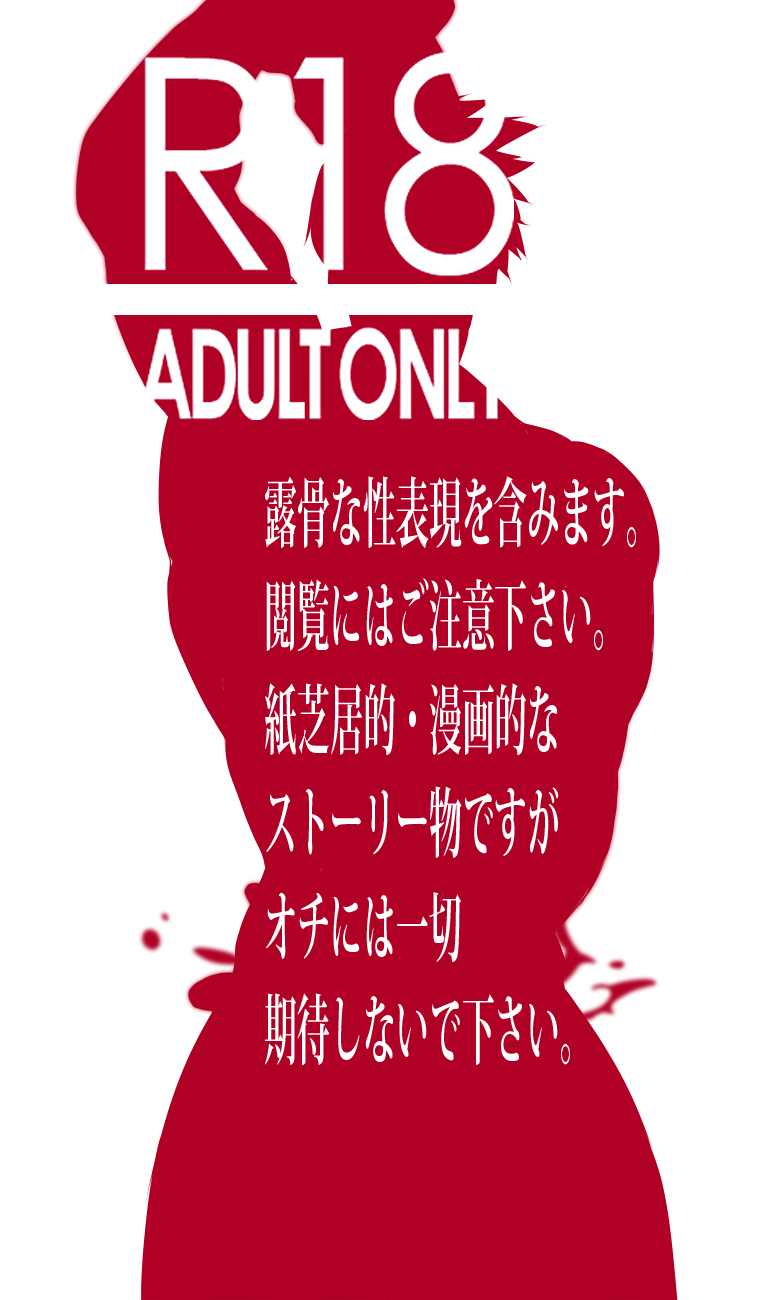 R18
ADULT ONLY
露骨な性表現を含みます。
閲覧にはご注意下さい。
紙芝居的・漫画的な
ストーリー物ですが
オチには一切
期待しないで下さい。